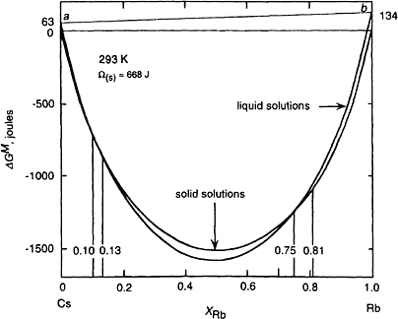 63 a b 134
0
293 K
Ω(s) = 668 J
liquid solutions
-500
ΔG^M, joules
-1000
solid solutions
0.10 0.13 0.75 0.81
-1500
0.2 0.4 0.6 0.8 1.0
Cs X_Rb Rb